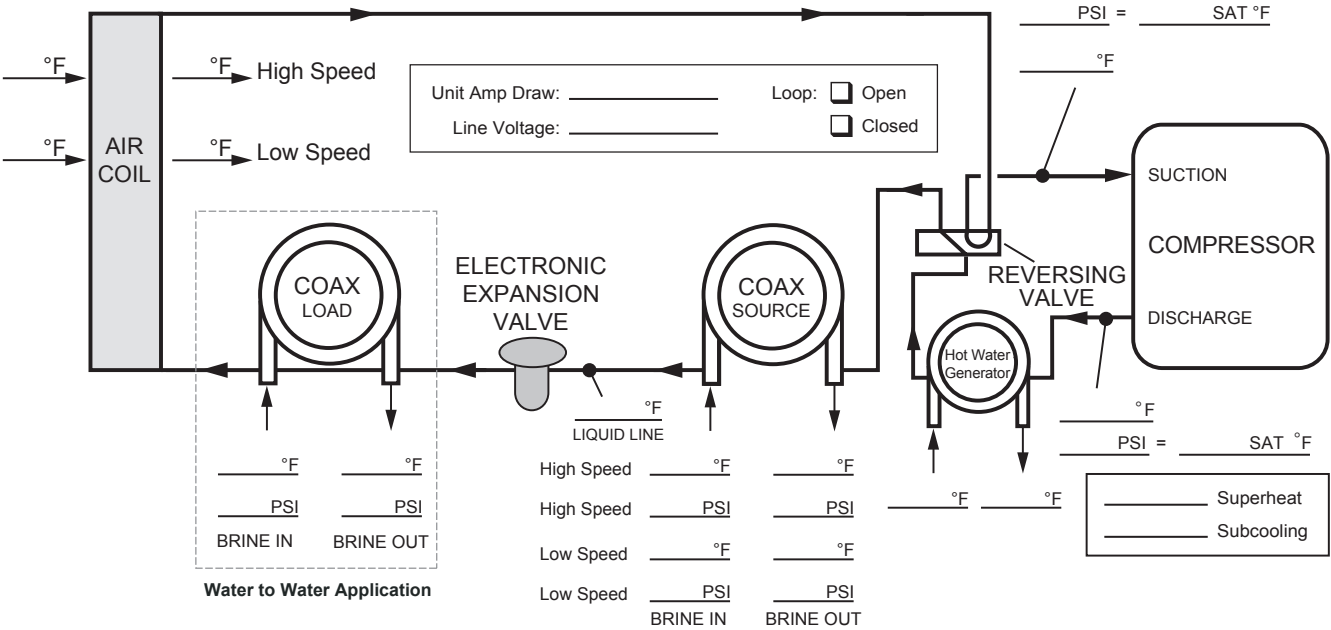 PSI = SAT °F
°F
°F °F High Speed
Unit Amp Draw: Loop: Open
Line Voltage: Closed
°F °F Low Speed
AIR
COIL
SUCTION
COMPRESSOR
DISCHARGE
REVERSING
VALVE
COAX
LOAD
ELECTRONIC
EXPANSION
VALVE
COAX
SOURCE
Hot Water
Generator
°F
LIQUID LINE
°F
PSI = SAT °F
°F °F
PSI PSI
BRINE IN BRINE OUT
Water to Water Application
High Speed °F °F
High Speed PSI PSI
Low Speed °F °F
Low Speed PSI PSI
BRINE IN BRINE OUT
°F °F
Superheat
Subcooling